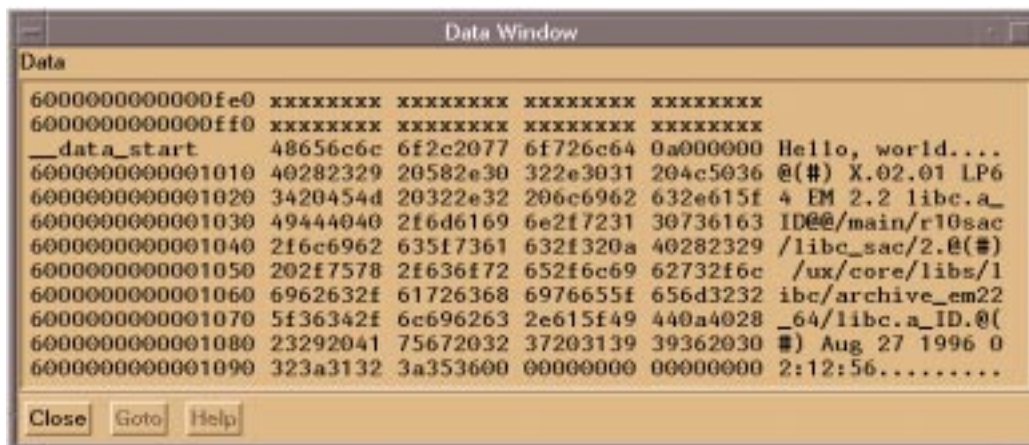 Data Window
Data
6000000000000fe0 xxxxxxxx xxxxxxxx xxxxxxxx xxxxxxxx
6000000000000ff0 xxxxxxxx xxxxxxxx xxxxxxxx xxxxxxxx
__data_start 48656c6c 6f2c2077 6f726c64 0a000000 Hello, world....
6000000000001010 40282329 20582e30 322e3031 204c5036 @(#) X.02.01 LP6
6000000000001020 3420454d 20322e32 206c6962 632e615f 4 EM 2.2 libc.a_
6000000000001030 49444040 2f6d6169 6e2f7231 30736163 ID@@/main/r10sac
6000000000001040 2f6c6962 635f7361 632f320a 40282329 /libc_sac/2.@(#)
6000000000001050 202f7578 2f636f72 652f6c69 62732f6c /ux/core/libs/l
6000000000001060 6962632f 61726368 6976655f 656d3232 ibc/archive_em22
6000000000001070 5f36342f 6c696263 2e615f49 440a4028 _64/libc.a_ID.@(
6000000000001080 23292041 75672032 37203139 39362030 #) Aug 27 1996 0
6000000000001090 323a3132 3a353600 00000000 00000000 2:12:56.........
Close Goto Help